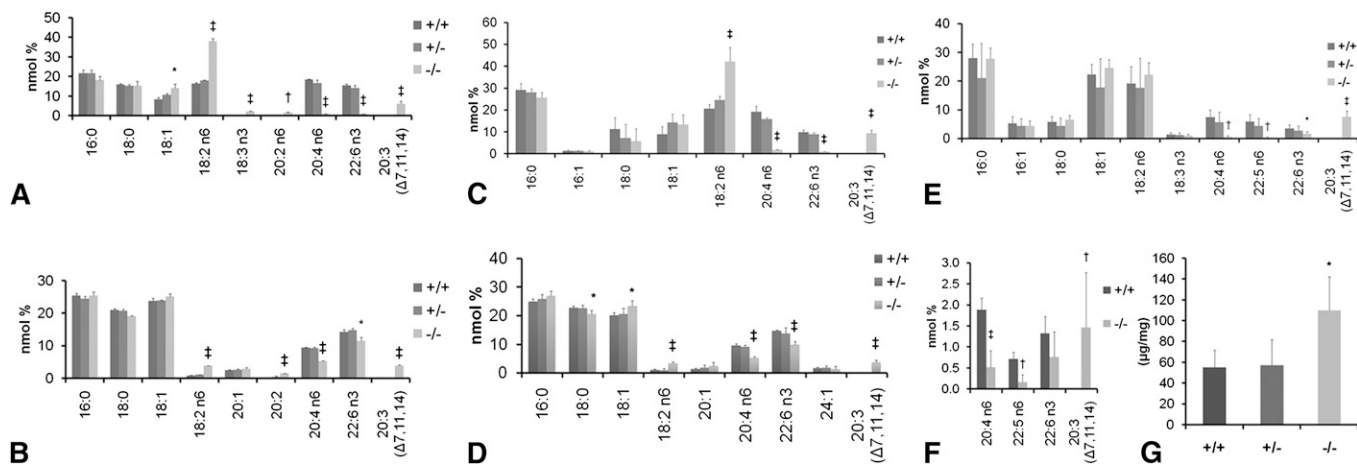 50
40
30
20
10
0
nmol %
+/+
+/-
-/-
*
‡
‡
†
‡
‡
‡
16:0
18:0
18:1
18:2 n6
18:3 n3
20:2 n6
20:4 n6
22:6 n3
20:3
(Δ7,11,14)
A
30
20
10
0
nmol %
+/+
+/-
-/-
‡
‡
‡
*
‡
16:0
18:0
18:1
18:2 n6
20:1
20:2
20:4 n6
22:6 n3
20:3
(Δ7,11,14)
B
60
50
40
30
20
10
0
nmol %
+/+
+/-
-/-
‡
‡
‡
‡
16:0
16:1
18:0
18:1
18:2 n6
20:4 n6
22:6 n3
20:3
(Δ7,11,14)
C
40
30
20
10
0
nmol %
+/+
+/-
-/-
*
*
‡
‡
‡
‡
16:0
18:0
18:1
18:2 n6
20:1
20:4 n6
22:6 n3
24:1
20:3
(Δ7,11,14)
D
40
30
20
10
0
nmol %
+/+
+/-
-/-
†
†
*
‡
16:0
16:1
18:0
18:1
18:2 n6
18:3 n3
20:4 n6
22:5 n6
22:6 n3
20:3
(Δ7,11,14)
E
3.0
2.5
2.0
1.5
1.0
0.5
0.0
nmol %
+/+
-/-
‡
†
†
20:4 n6
22:5 n6
22:6 n3
20:3
(Δ7,11,14)
F
160
140
120
100
80
60
40
20
0
(µg/mg)
*
+/+
+/-
-/-
G